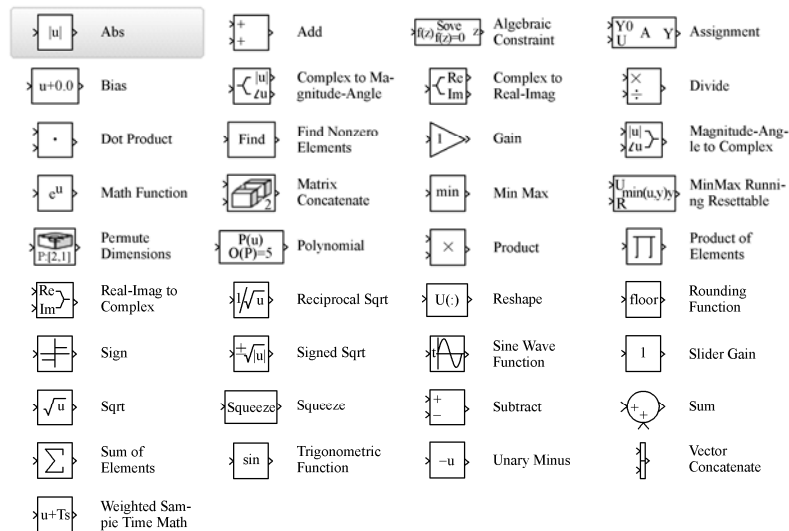 |u| Abs
+ + Add
f(z) Sove f(z)=0 z Algebraic Constraint
Y0 U A Y Assignment
u+0.0 Bias
|u| ∠u Complex to Ma-
gnitude-Angle
Re Im Complex to
Real-Imag
× ÷ Divide
· Dot Product
Find Find Nonzero
Elements
1 Gain
|u| ∠u Magnitude-Ang-
le to Complex
eu Math Function
2 Matrix
Concatenate
min Min Max
U R min(u,y) y MinMax Runni-
ng Resettable
P:[2,1] Permute
Dimensions
P(u)
O(P)=5 Polynomial
× Product
∏ Product of
Elements
Re Im Real-Imag to
Complex
1/√u Reciprocal Sqrt
U(:) Reshape
floor Rounding
Function
Sign
±√|u| Signed Sqrt
t Sine Wave
Function
1 Slider Gain
√u Sqrt
Squeeze Squeeze
+ − Subtract
+ + Sum
∑ Sum of
Elements
sin Trigonometric
Function
−u Unary Minus
Vector
Concatenate
u+Ts Weighted Sam-
pie Time Math